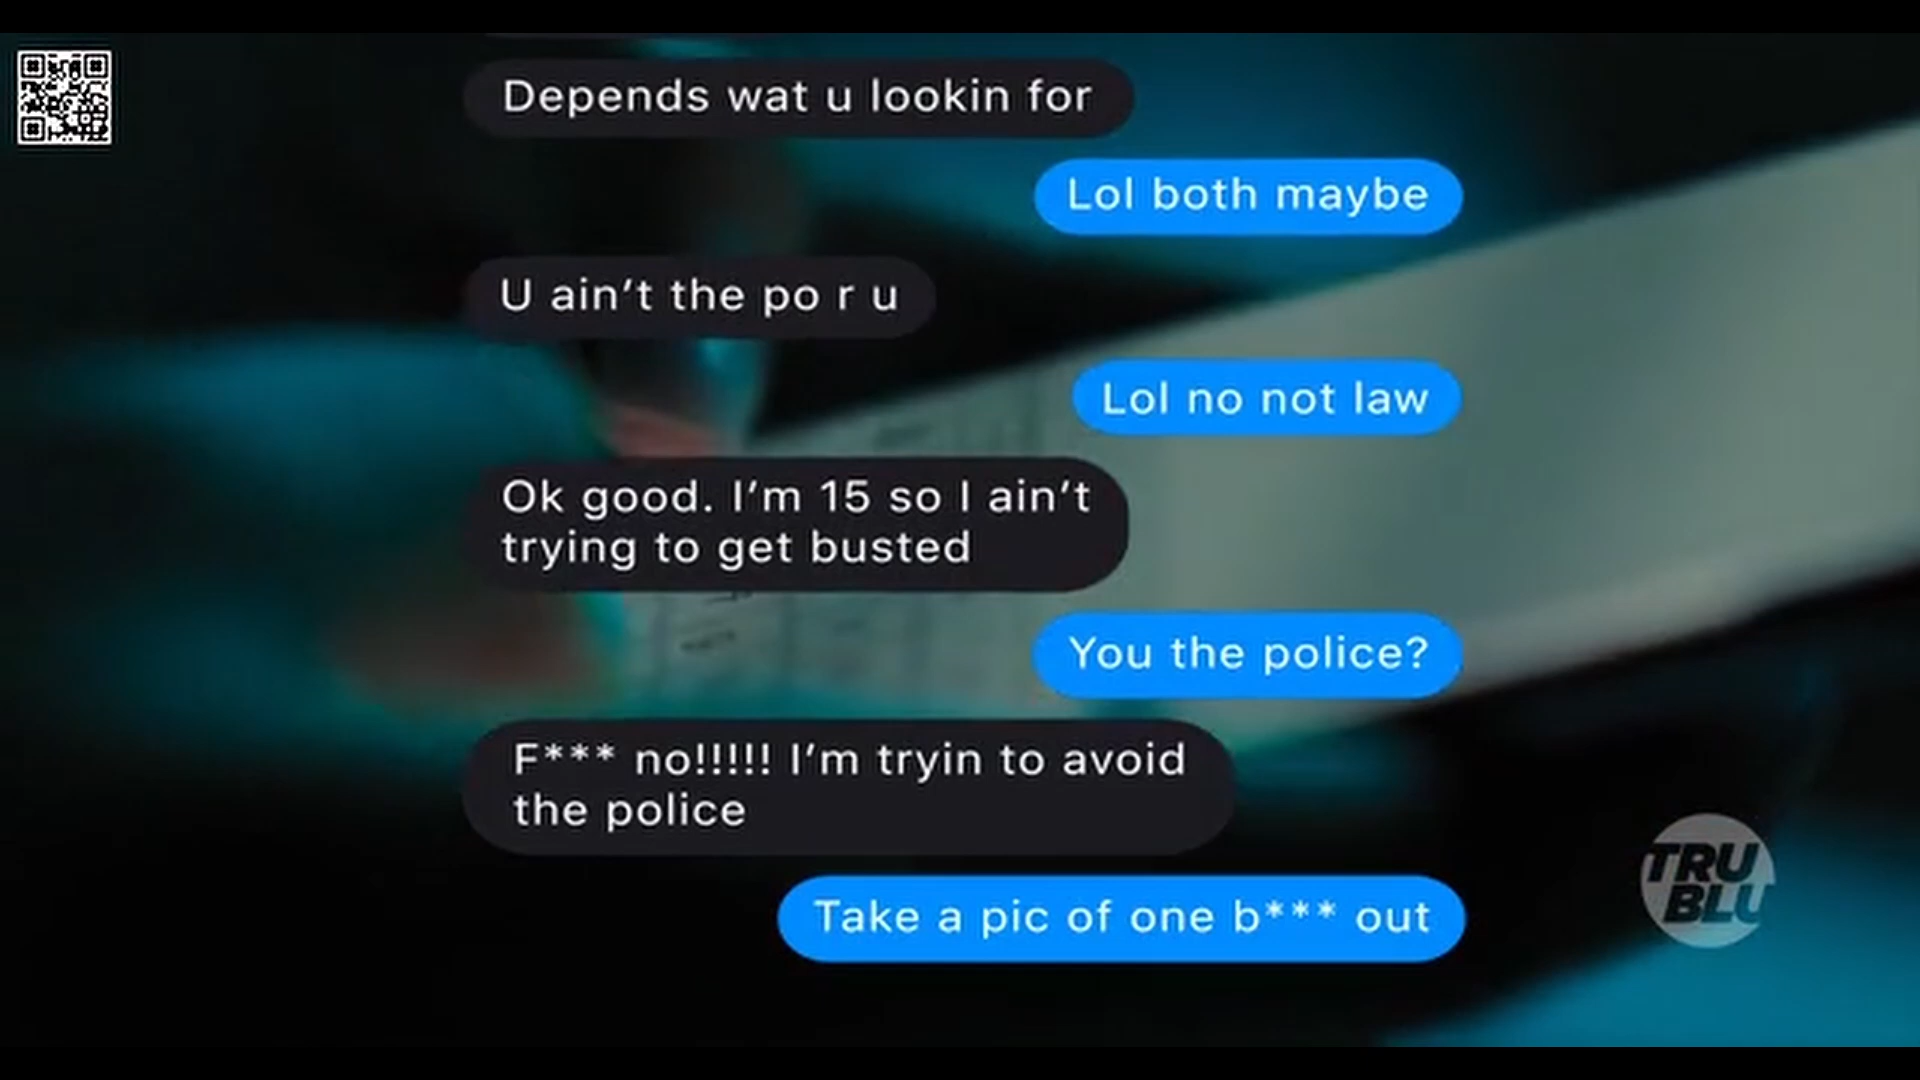 Depends wat u lookin for
Lol both maybe
U ain't the po r u
Lol no not law
Ok good. I'm 15 so I ain't
trying to get busted
You the police?
F*** no!!!!! I'm tryin to avoid
the police
Take a pic of one b*** out
TRU
BLU